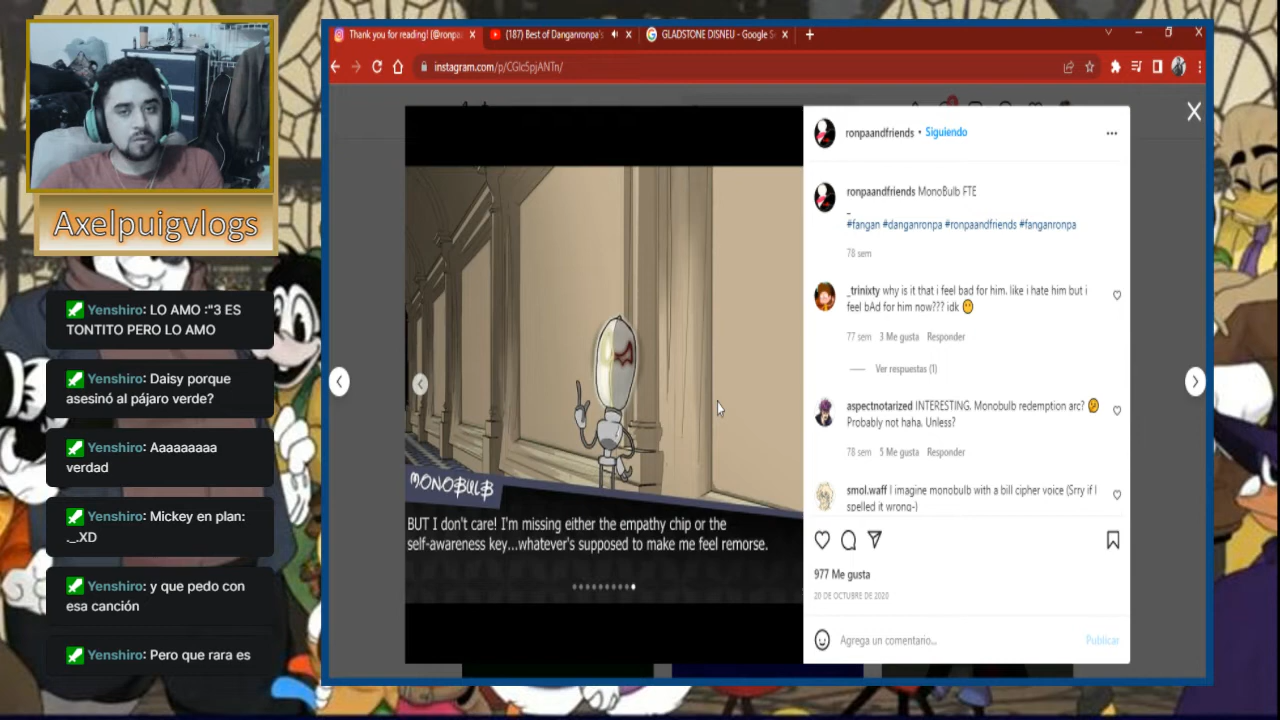 Thank you for reading! (@ronpa
(187) Best of Danganronpa's
GLADSTONE DISNEU - Google S
instagram.com/p/CGlc5pjANTn/
Axelpuigvlogs
Yenshiro: LO AMO :"3 ES
TONTITO PERO LO AMO
Yenshiro: Daisy porque
asesinó al pájaro verde?
Yenshiro: Aaaaaaaaa
verdad
Yenshiro: Mickey en plan:
._.XD
Yenshiro: y que pedo con
esa canción
Yenshiro: Pero que rara es
MONOBULB
BUT I don't care! I'm missing either the empathy chip or the
self-awareness key...whatever's supposed to make me feel remorse.
ronpaandfriends • Siguiendo
ronpaandfriends MonoBulb FTE
_
#fangan #danganronpa #ronpaandfriends #fanganronpa
78 sem
_trinixty why is it that i feel bad for him. like i hate him but i
feel bAd for him now??? idk
77 sem 3 Me gusta Responder
Ver respuestas (1)
aspectnotarized INTERESTING. Monobulb redemption arc?
Probably not haha. Unless?
78 sem 5 Me gusta Responder
smol.waff I imagine monobulb with a bill cipher voice (Srry if I
spelled it wrong-)
977 Me gusta
20 DE OCTUBRE DE 2020
Agrega un comentario...
Publicar